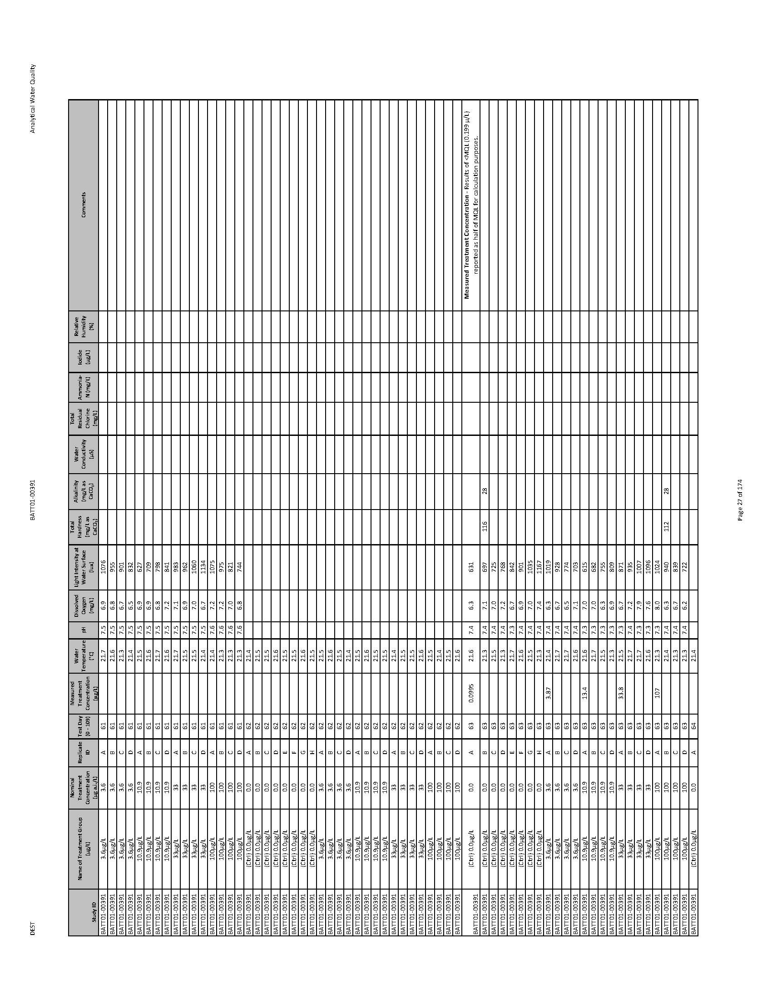 DEST BATT01-00391 Analytical Water Quality
Study ID Name of Treatment Group (µg/L) Nominal Treatment Concentration (µg a.i./L) Replicate ID Test Day (0 - 109) Measured Treatment Concentration (µg/L) Water Temperature (°C) pH Dissolved Oxygen (mg/L) Light Intensity at Water Surface (lux) Total Hardness (mg/L as CaCO₃) Alkalinity (mg/L as CaCO₃) Water Conductivity (µS) Total Residual Chlorine (mg/L) Ammonia-N (mg/L) Iodide (µg/L) Relative Humidity (%) Comments
BATT01-00391 3.6µg/L 3.6 A 61 21.7 7.5 6.9 1076
BATT01-00391 3.6µg/L 3.6 B 61 21.6 7.5 6.8 955
BATT01-00391 3.6µg/L 3.6 C 61 21.3 7.5 6.7 901
BATT01-00391 3.6µg/L 3.6 D 61 21.4 7.5 6.5 832
BATT01-00391 10.9µg/L 10.9 A 61 21.5 7.5 6.9 627
BATT01-00391 10.9µg/L 10.9 B 61 21.6 7.5 6.9 709
BATT01-00391 10.9µg/L 10.9 C 61 21.7 7.5 6.8 798
BATT01-00391 10.9µg/L 10.9 D 61 21.6 7.5 7.2 841
BATT01-00391 33µg/L 33 A 61 21.7 7.5 7.1 983
BATT01-00391 33µg/L 33 B 61 21.5 7.5 6.9 962
BATT01-00391 33µg/L 33 C 61 21.5 7.5 7.0 1060
BATT01-00391 33µg/L 33 D 61 21.4 7.5 6.7 1134
BATT01-00391 100µg/L 100 A 61 21.4 7.6 7.2 1075
BATT01-00391 100µg/L 100 B 61 21.3 7.6 7.2 975
BATT01-00391 100µg/L 100 C 61 21.3 7.6 7.0 821
BATT01-00391 100µg/L 100 D 61 21.3 7.6 6.8 744
BATT01-00391 (Ctrl) 0.0µg/L 0.0 A 62 21.4
BATT01-00391 (Ctrl) 0.0µg/L 0.0 B 62 21.5
BATT01-00391 (Ctrl) 0.0µg/L 0.0 C 62 21.5
BATT01-00391 (Ctrl) 0.0µg/L 0.0 D 62 21.6
BATT01-00391 (Ctrl) 0.0µg/L 0.0 E 62 21.5
BATT01-00391 (Ctrl) 0.0µg/L 0.0 F 62 21.5
BATT01-00391 (Ctrl) 0.0µg/L 0.0 G 62 21.6
BATT01-00391 (Ctrl) 0.0µg/L 0.0 H 62 21.5
BATT01-00391 3.6µg/L 3.6 A 62 21.5
BATT01-00391 3.6µg/L 3.6 B 62 21.6
BATT01-00391 3.6µg/L 3.6 C 62 21.5
BATT01-00391 3.6µg/L 3.6 D 62 21.4
BATT01-00391 10.9µg/L 10.9 A 62 21.5
BATT01-00391 10.9µg/L 10.9 B 62 21.6
BATT01-00391 10.9µg/L 10.9 C 62 21.5
BATT01-00391 10.9µg/L 10.9 D 62 21.5
BATT01-00391 33µg/L 33 A 62 21.4
BATT01-00391 33µg/L 33 B 62 21.5
BATT01-00391 33µg/L 33 C 62 21.5
BATT01-00391 33µg/L 33 D 62 21.6
BATT01-00391 100µg/L 100 A 62 21.5
BATT01-00391 100µg/L 100 B 62 21.4
BATT01-00391 100µg/L 100 C 62 21.5
BATT01-00391 100µg/L 100 D 62 21.6
BATT01-00391 (Ctrl) 0.0µg/L 0.0 A 63 0.0995 21.6 7.4 6.3 631 Measured Treatment Concentration - Results of <MQL (0.199 µ/L)
reported as half of MQL for calculation purposes.
BATT01-00391 (Ctrl) 0.0µg/L 0.0 B 63 21.3 7.4 7.1 697 116 28
BATT01-00391 (Ctrl) 0.0µg/L 0.0 C 63 21.5 7.4 7.0 725
BATT01-00391 (Ctrl) 0.0µg/L 0.0 D 63 21.3 7.4 7.2 768
BATT01-00391 (Ctrl) 0.0µg/L 0.0 E 63 21.7 7.3 6.7 842
BATT01-00391 (Ctrl) 0.0µg/L 0.0 F 63 21.6 7.4 6.9 901
BATT01-00391 (Ctrl) 0.0µg/L 0.0 G 63 21.5 7.4 7.0 1035
BATT01-00391 (Ctrl) 0.0µg/L 0.0 H 63 21.3 7.4 7.4 1167
BATT01-00391 3.6µg/L 3.6 A 63 3.87 21.4 7.4 6.3 1019
BATT01-00391 3.6µg/L 3.6 B 63 21.7 7.4 6.7 928
BATT01-00391 3.6µg/L 3.6 C 63 21.7 7.4 6.5 774
BATT01-00391 3.6µg/L 3.6 D 63 21.6 7.4 7.1 703
BATT01-00391 10.9µg/L 10.9 A 63 13.4 21.6 7.3 7.0 615
BATT01-00391 10.9µg/L 10.9 B 63 21.7 7.3 7.0 682
BATT01-00391 10.9µg/L 10.9 C 63 21.5 7.3 6.3 755
BATT01-00391 10.9µg/L 10.9 D 63 21.3 7.3 6.9 809
BATT01-00391 33µg/L 33 A 63 33.8 21.5 7.3 6.7 871
BATT01-00391 33µg/L 33 B 63 21.7 7.4 7.2 935
BATT01-00391 33µg/L 33 C 63 21.7 7.3 7.9 1007
BATT01-00391 33µg/L 33 D 63 21.6 7.3 7.6 1096
BATT01-00391 100µg/L 100 A 63 107 21.3 7.3 8.0 1024
BATT01-00391 100µg/L 100 B 63 21.4 7.4 6.3 940 112 28
BATT01-00391 100µg/L 100 C 63 21.3 7.4 6.7 839
BATT01-00391 100µg/L 100 D 63 21.3 7.4 6.2 722
BATT01-00391 (Ctrl) 0.0µg/L 0.0 A 64 21.4
Page 27 of 174